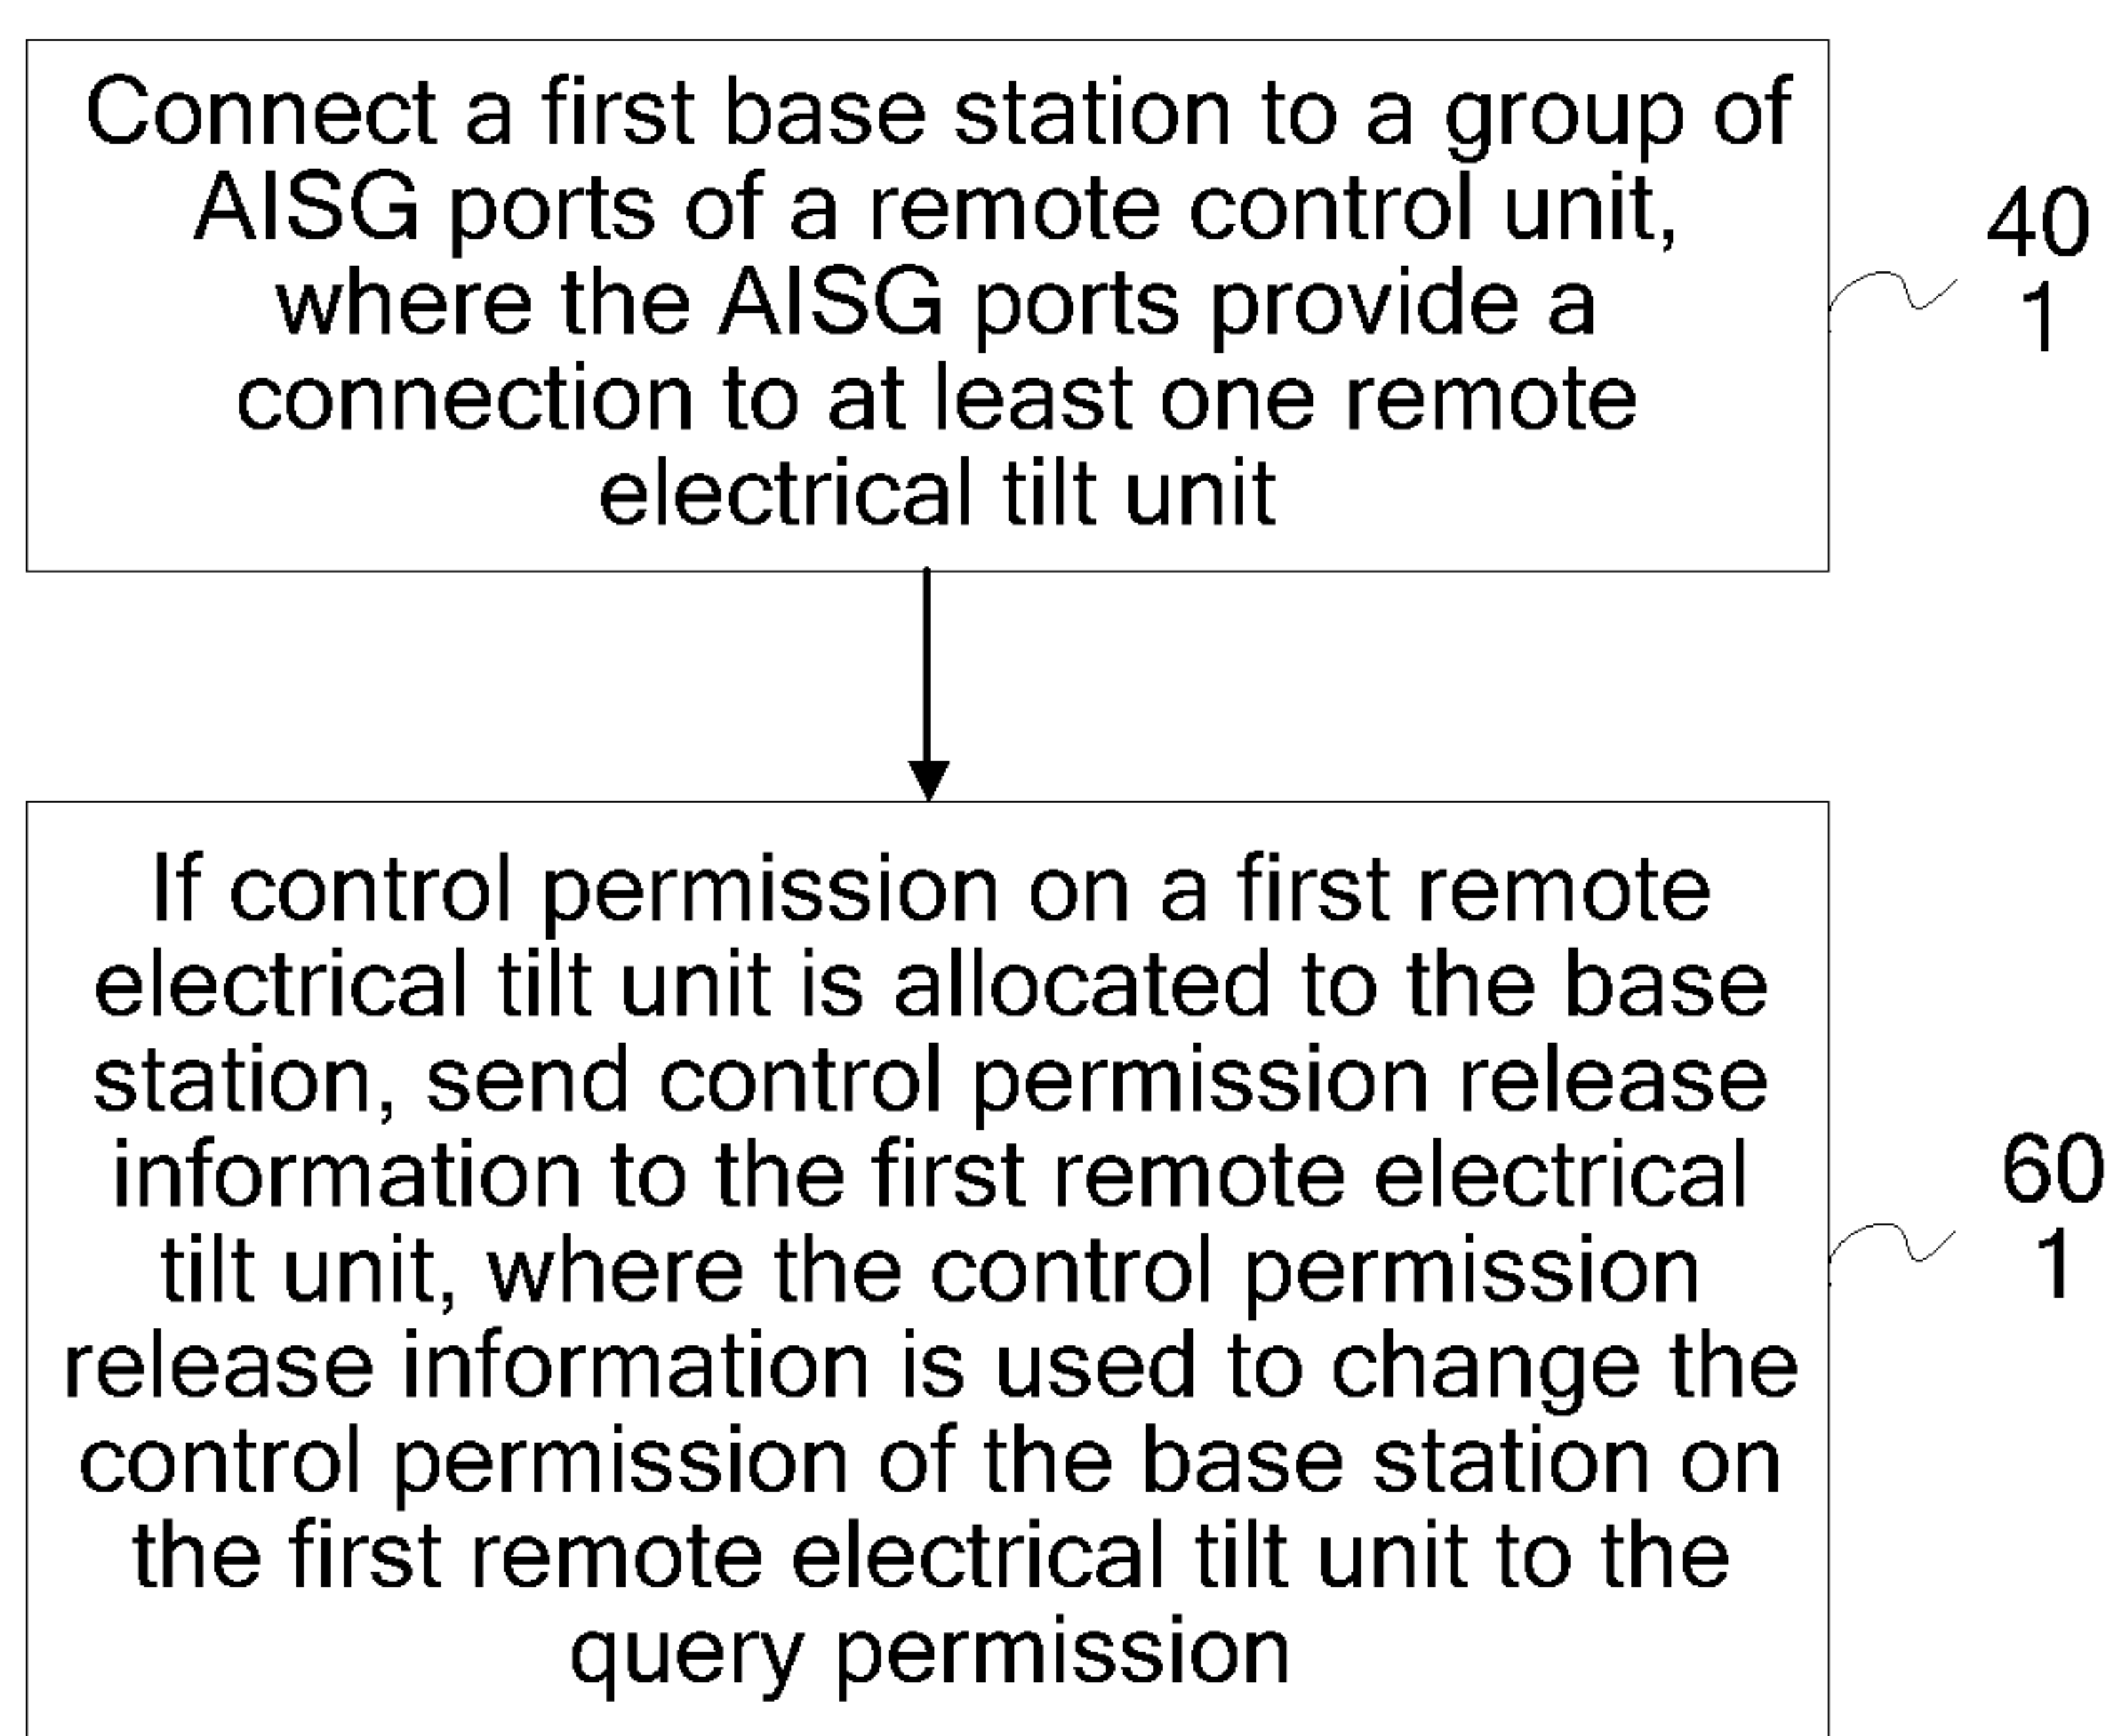 Connect a first base station to a group of
AISG ports of a remote control unit,
where the AISG ports provide a
connection to at least one remote
electrical tilt unit
40
1
If control permission on a first remote
electrical tilt unit is allocated to the base
station, send control permission release
information to the first remote electrical
tilt unit, where the control permission
release information is used to change the
control permission of the base station on
the first remote electrical tilt unit to the
query permission
60
1